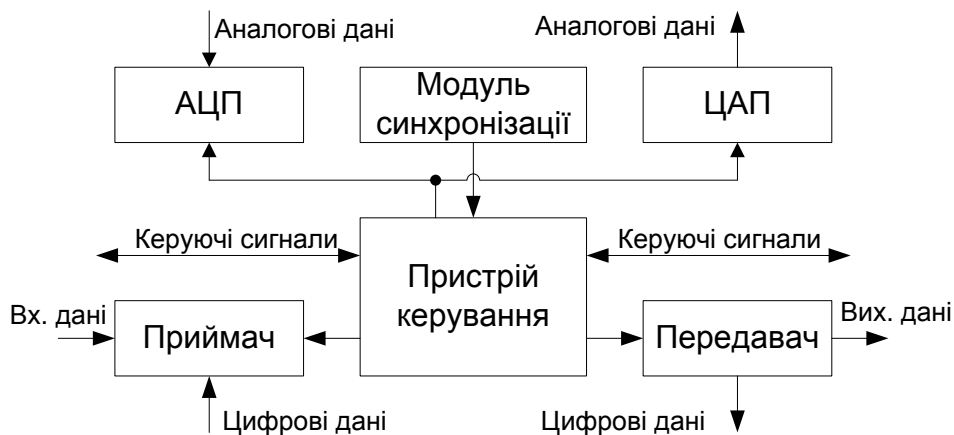 Аналогові дані
Аналогові дані
АЦП
Модуль
синхронізації
ЦАП
Керуючі сигнали
Керуючі сигнали
Пристрій
керування
Вх. дані
Приймач
Передавач
Вих. дані
Цифрові дані
Цифрові дані